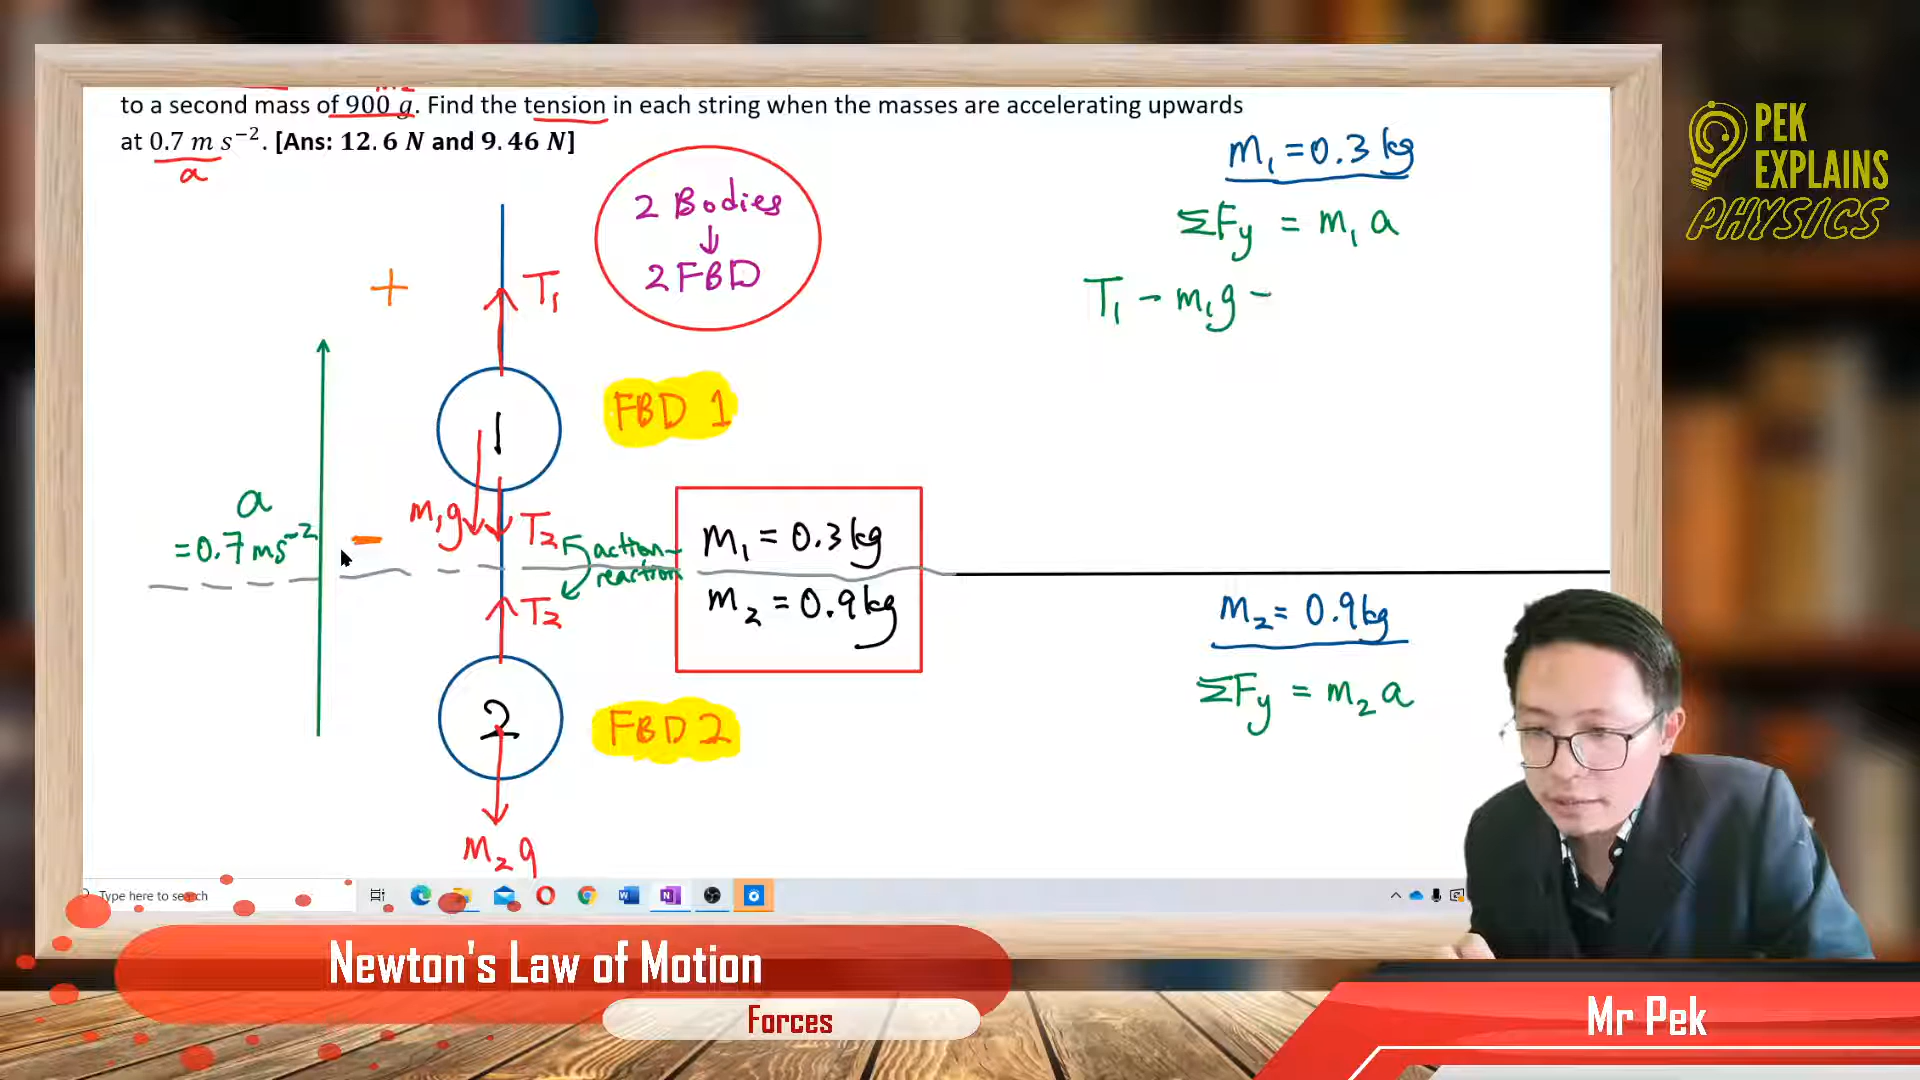 to a second mass of 900 g. Find the tension in each string when the masses are accelerating upwards
at 0.7 m s⁻². [Ans: 12.6 N and 9.46 N]
a
m₁ = 0.3 kg
2 Bodies
↓
2 FBD
ΣFy = m₁ a
+
T₁
T₁ - m₁g -
1
FBD 1
a
= 0.7 ms⁻²
-
m₁g
T₂
action-
reaction
m₁ = 0.3 kg
m₂ = 0.9 kg
T₂
m₂ = 0.9 kg
2
FBD 2
ΣFy = m₂ a
m₂ g
PEK
EXPLAINS
PHYSICS
Type here to search
Newton's Law of Motion
Forces
Mr Pek